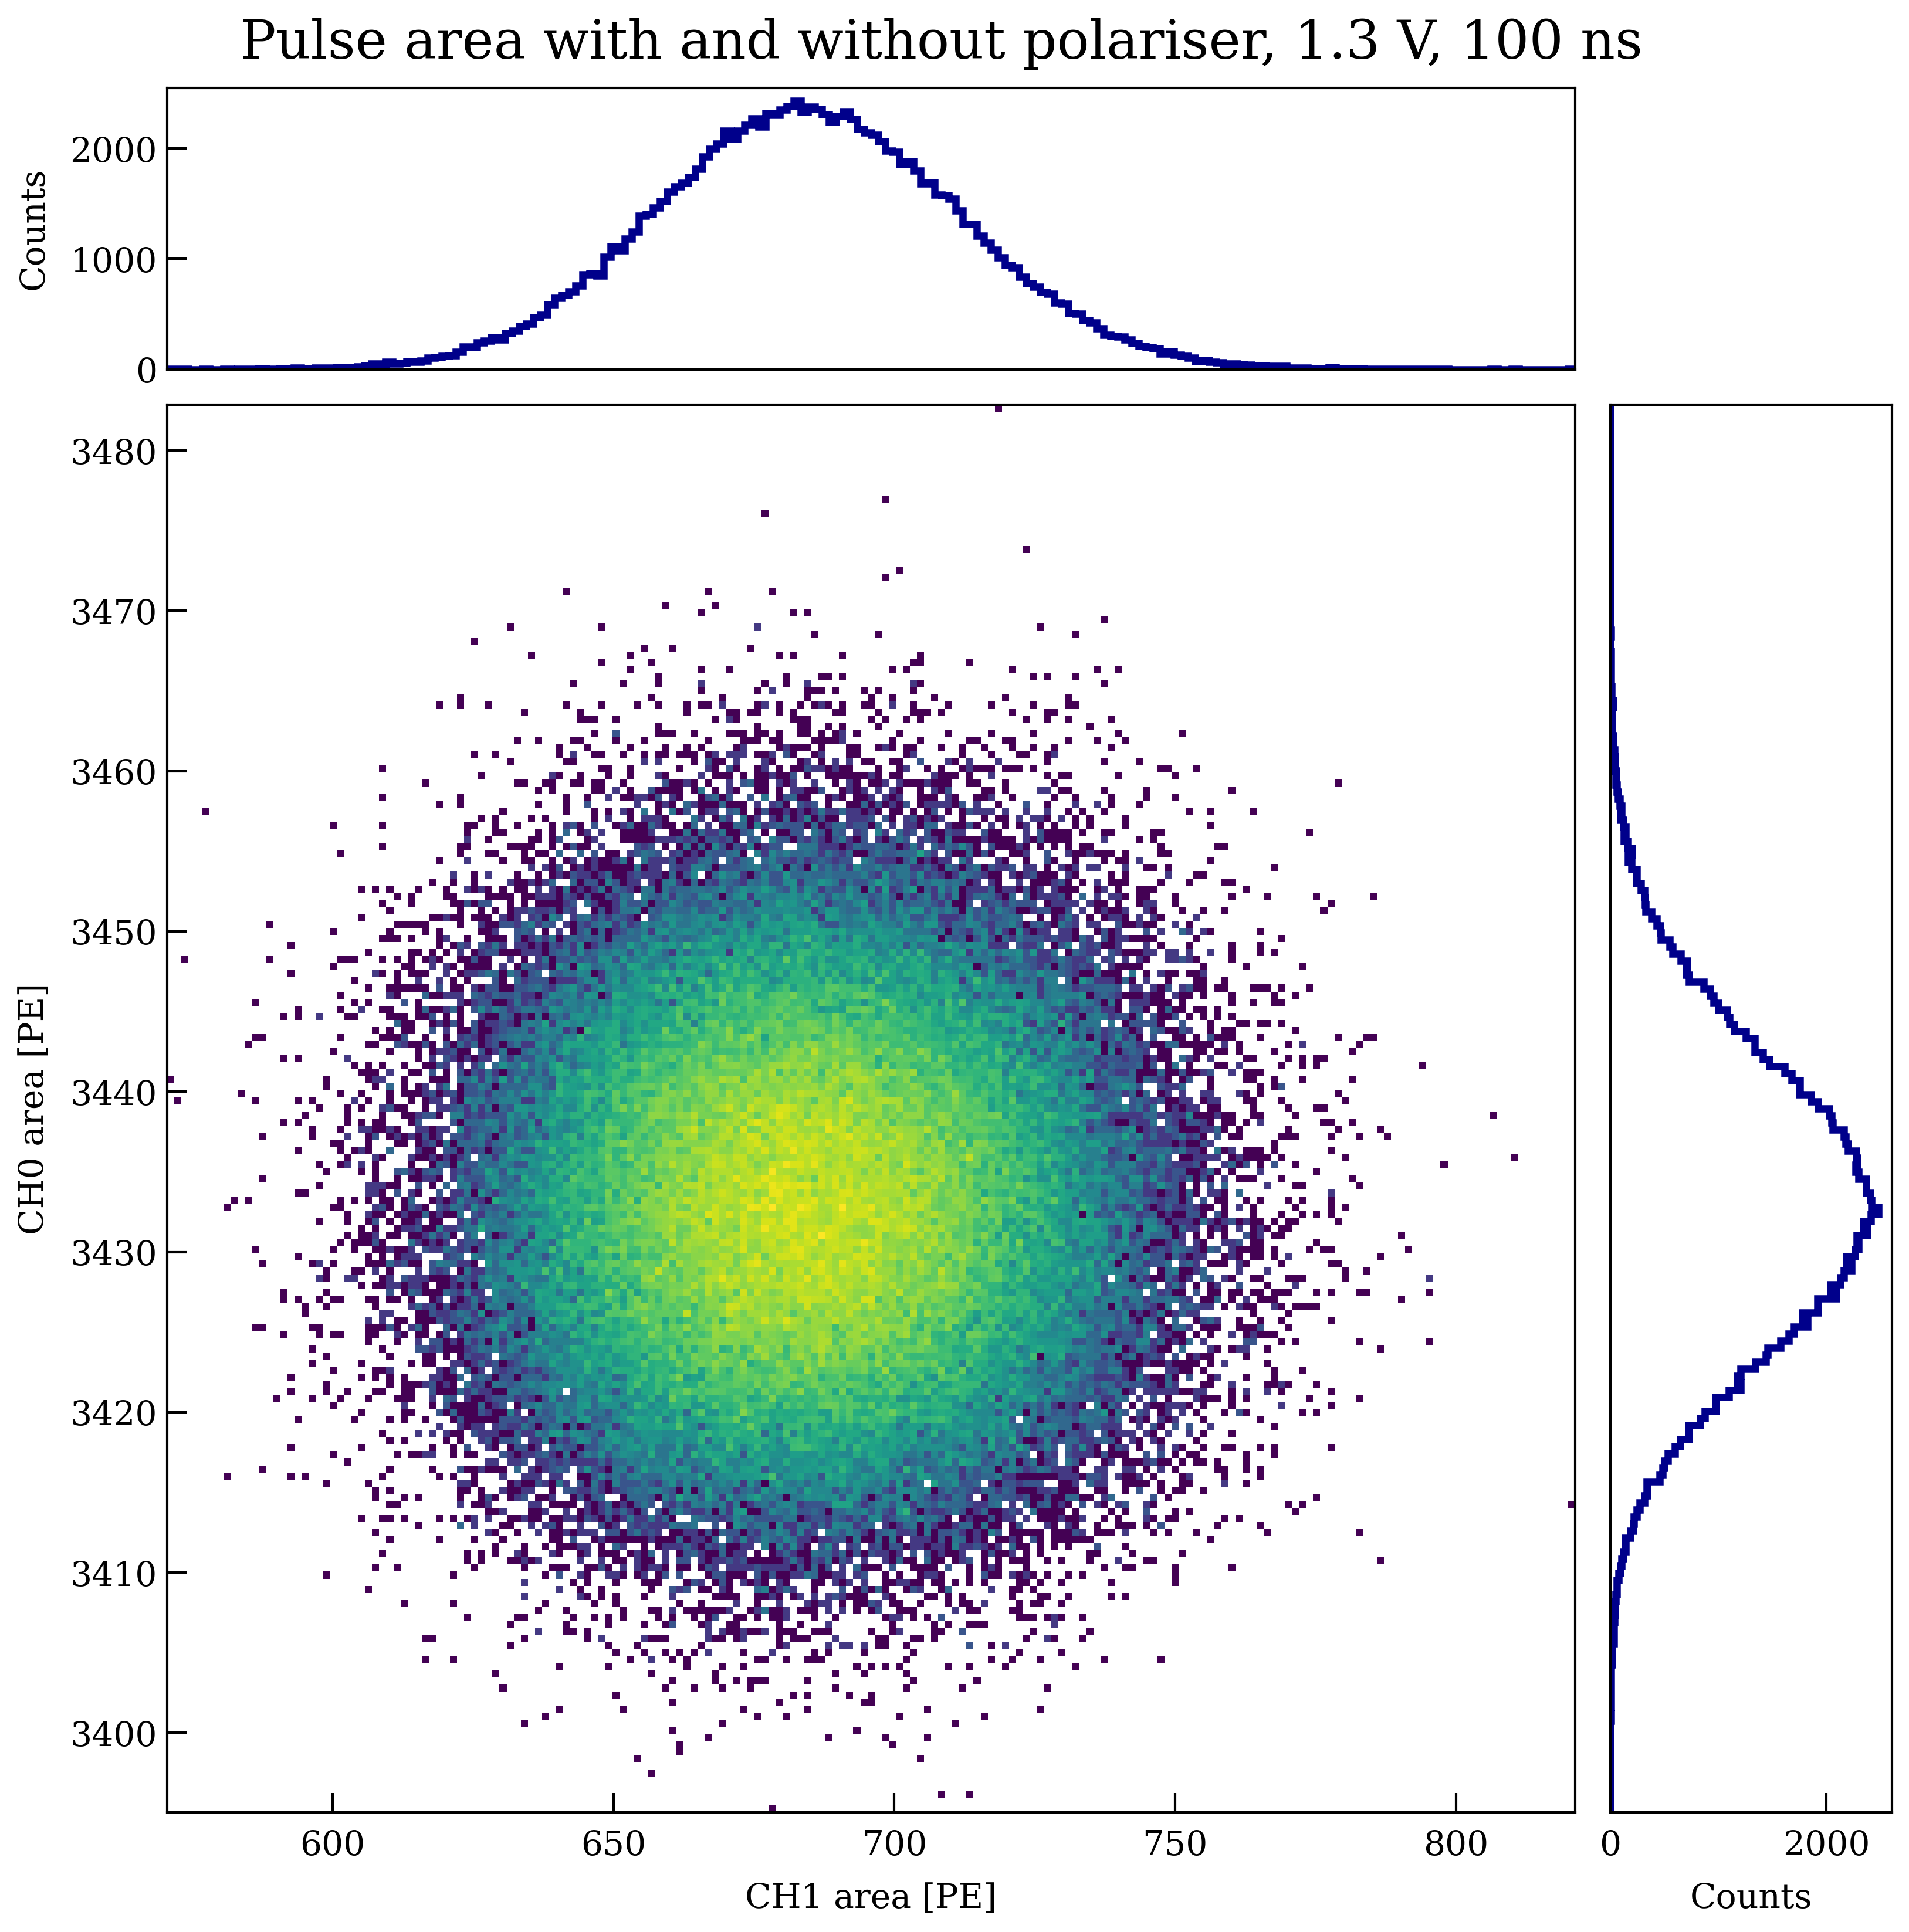 Pulse area with and without polariser, 1.3 V, 100 ns
Counts
2000
1000
0
CH0 area [PE]
3480
3470
3460
3450
3440
3430
3420
3410
3400
600 650 700 750 800
CH1 area [PE]
0 2000
Counts